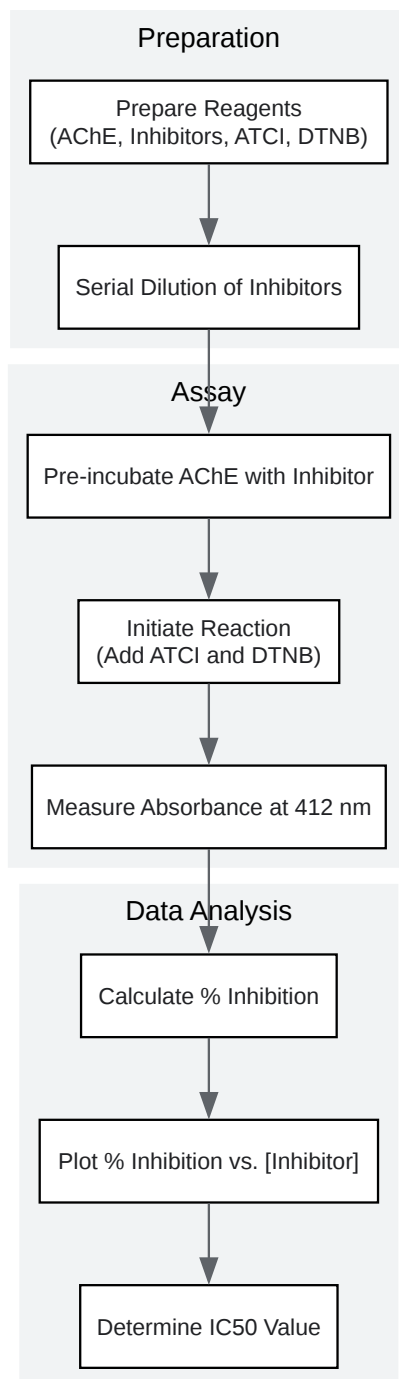 Preparation
Prepare Reagents
(AChE, Inhibitors, ATCI, DTNB)
Serial Dilution of Inhibitors
Assay
Pre-incubate AChE with Inhibitor
Initiate Reaction
(Add ATCI and DTNB)
Measure Absorbance at 412 nm
Data Analysis
Calculate % Inhibition
Plot % Inhibition vs. [Inhibitor]
Determine IC50 Value